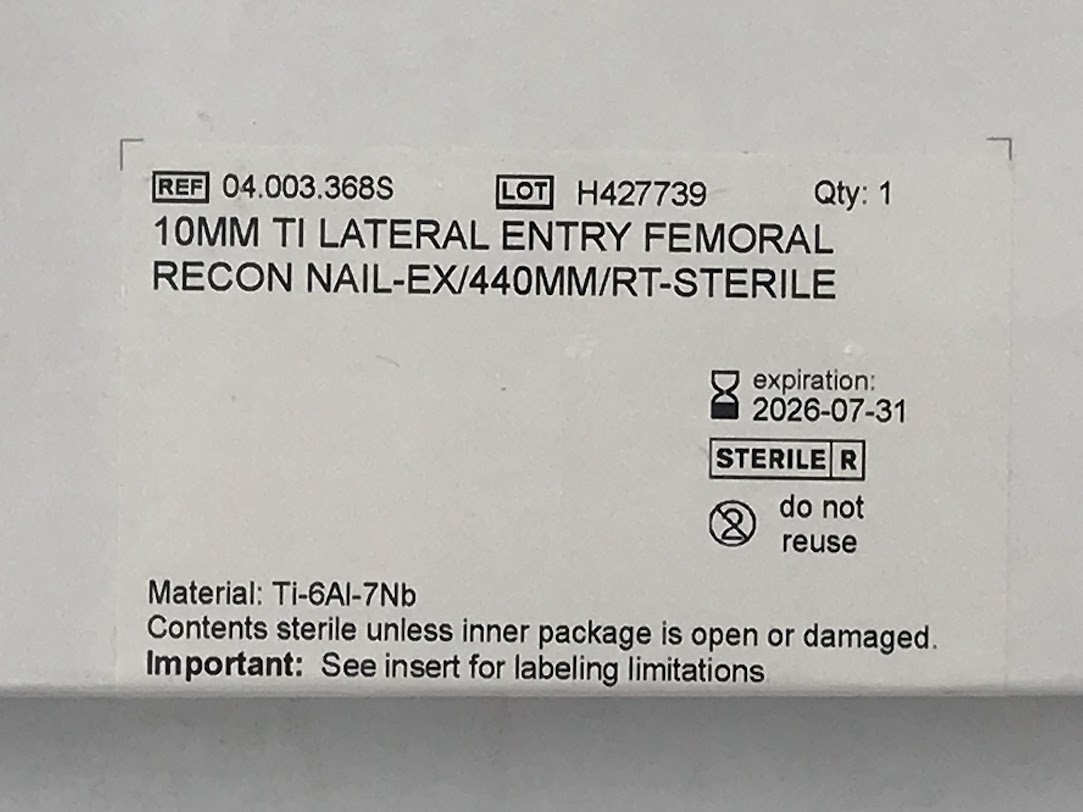 REF 04.003.368S LOT H427739 Qty: 1
10MM TI LATERAL ENTRY FEMORAL
RECON NAIL-EX/440MM/RT-STERILE
expiration:
2026-07-31
STERILE R
2 do not
reuse
Material: Ti-6Al-7Nb
Contents sterile unless inner package is open or damaged.
Important: See insert for labeling limitations